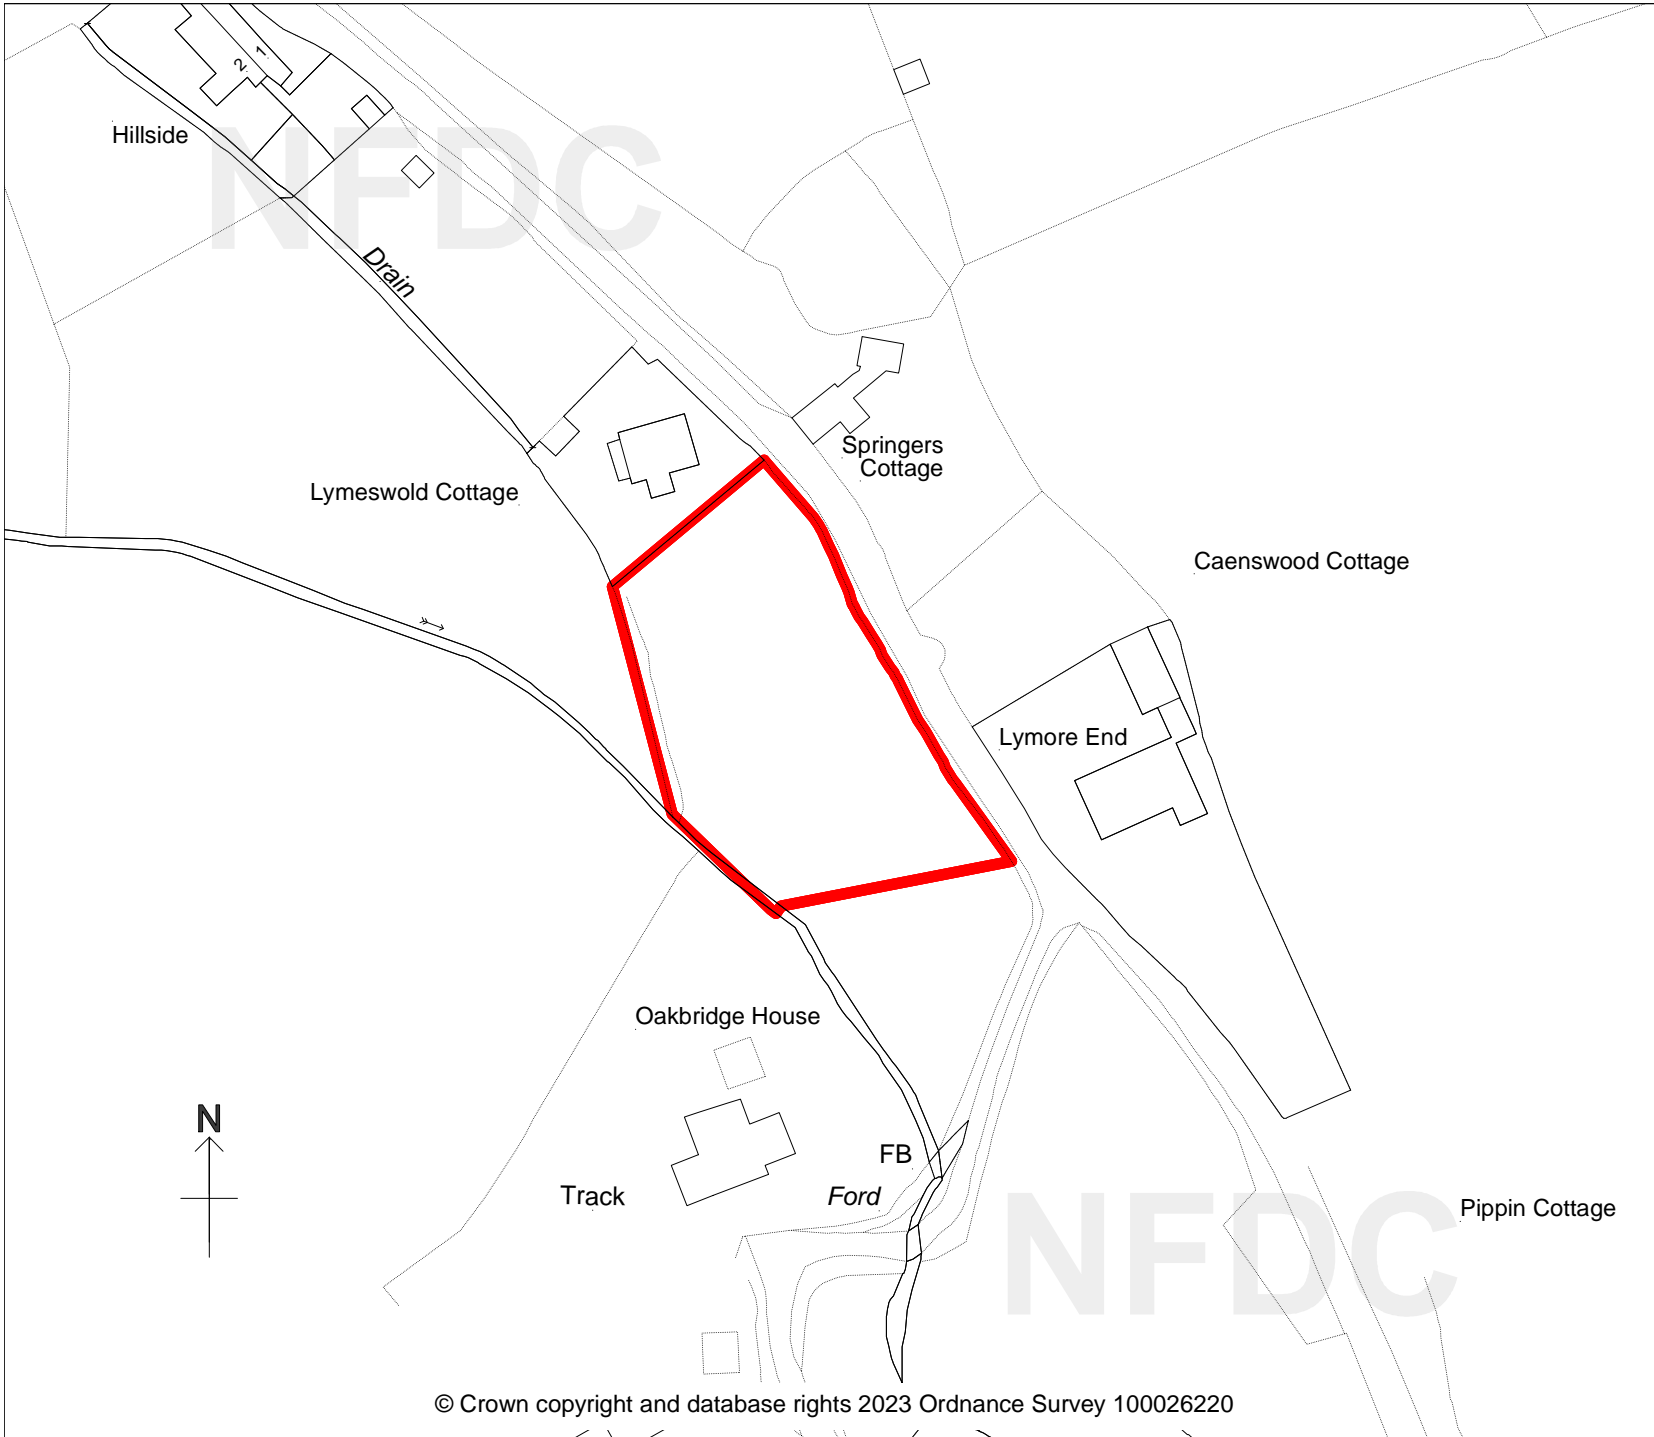 1
2
Hillside
NFDC
Drain
Springers
Cottage
Lymeswold Cottage
Caenswood Cottage
Lymore End
Oakbridge House
N
FB
Track
Ford
NFDC
Pippin Cottage
© Crown copyright and database rights 2023 Ordnance Survey 100026220